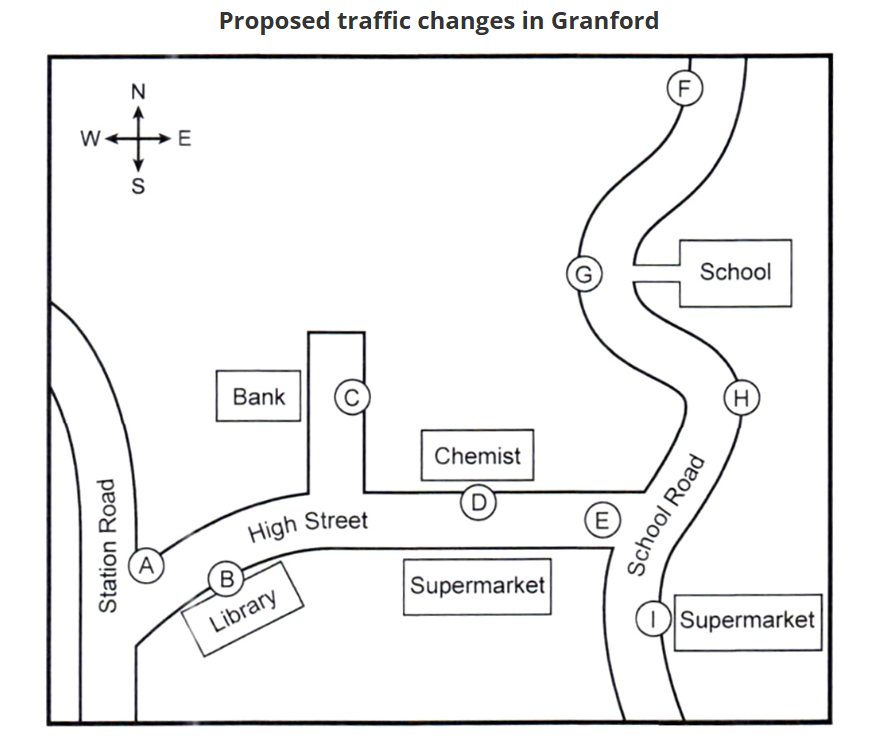 Proposed traffic changes in Granford
N
W E
S
F
G
School
Bank
C
H
Chemist
D
E
High Street
School Road
Station Road
A
B
Library
Supermarket
I
Supermarket